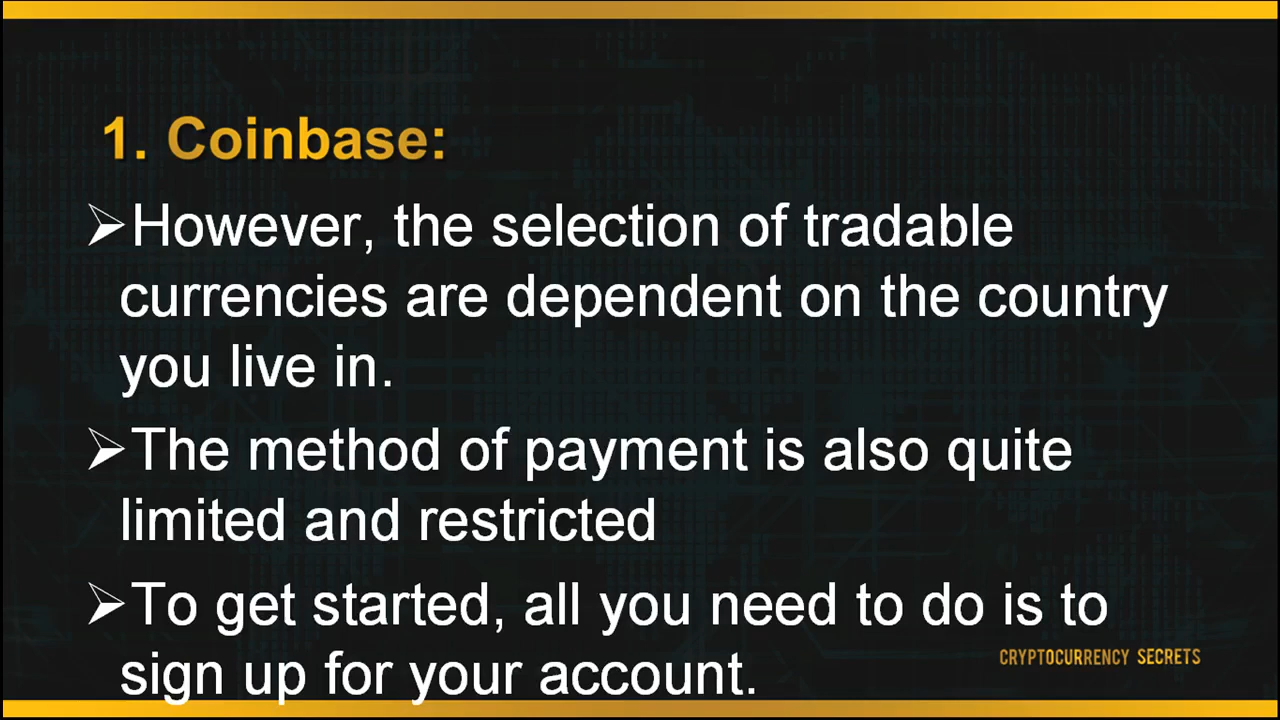 1. Coinbase:
➢However, the selection of tradable
currencies are dependent on the country
you live in.
➢The method of payment is also quite
limited and restricted
➢To get started, all you need to do is to
sign up for your account.
CRYPTOCURRENCY SECRETS